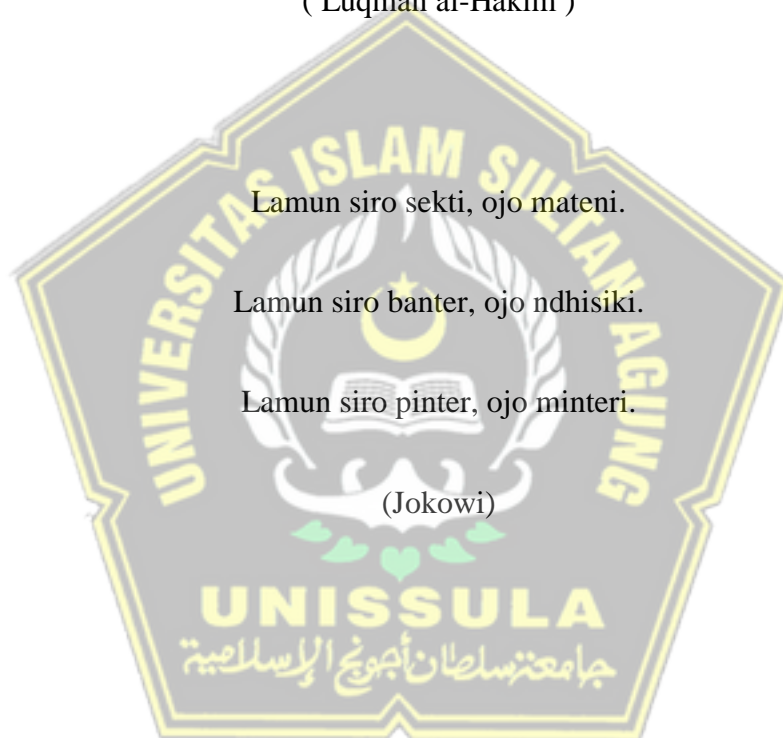 ( Luqman al-Hakim )
UNIVERSITAS ISLAM SULTAN AGUNG
Lamun siro sekti, ojo mateni.
Lamun siro banter, ojo ndhisiki.
Lamun siro pinter, ojo minteri.
(Jokowi)
UNISSULA
جامعة سلطان أجونج الإسلامية